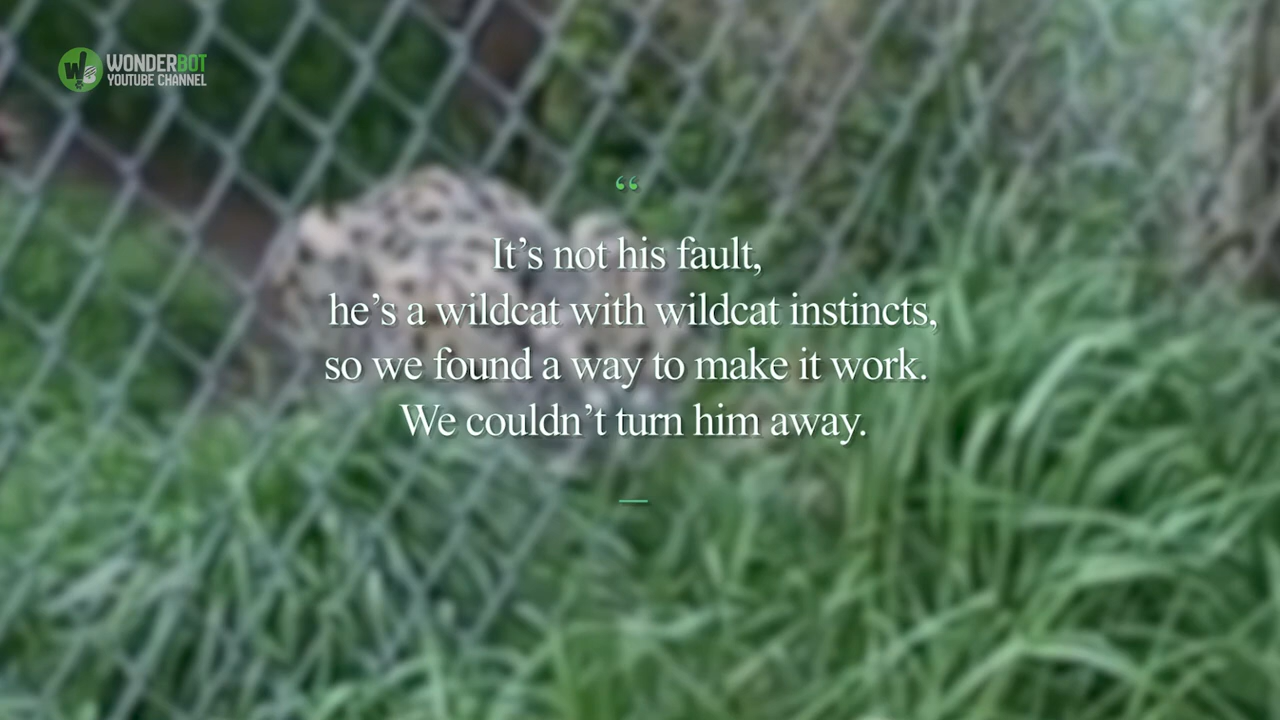 WONDERBOT
YOUTUBE CHANNEL
“
It’s not his fault,
he’s a wildcat with wildcat instincts,
so we found a way to make it work.
We couldn’t turn him away.